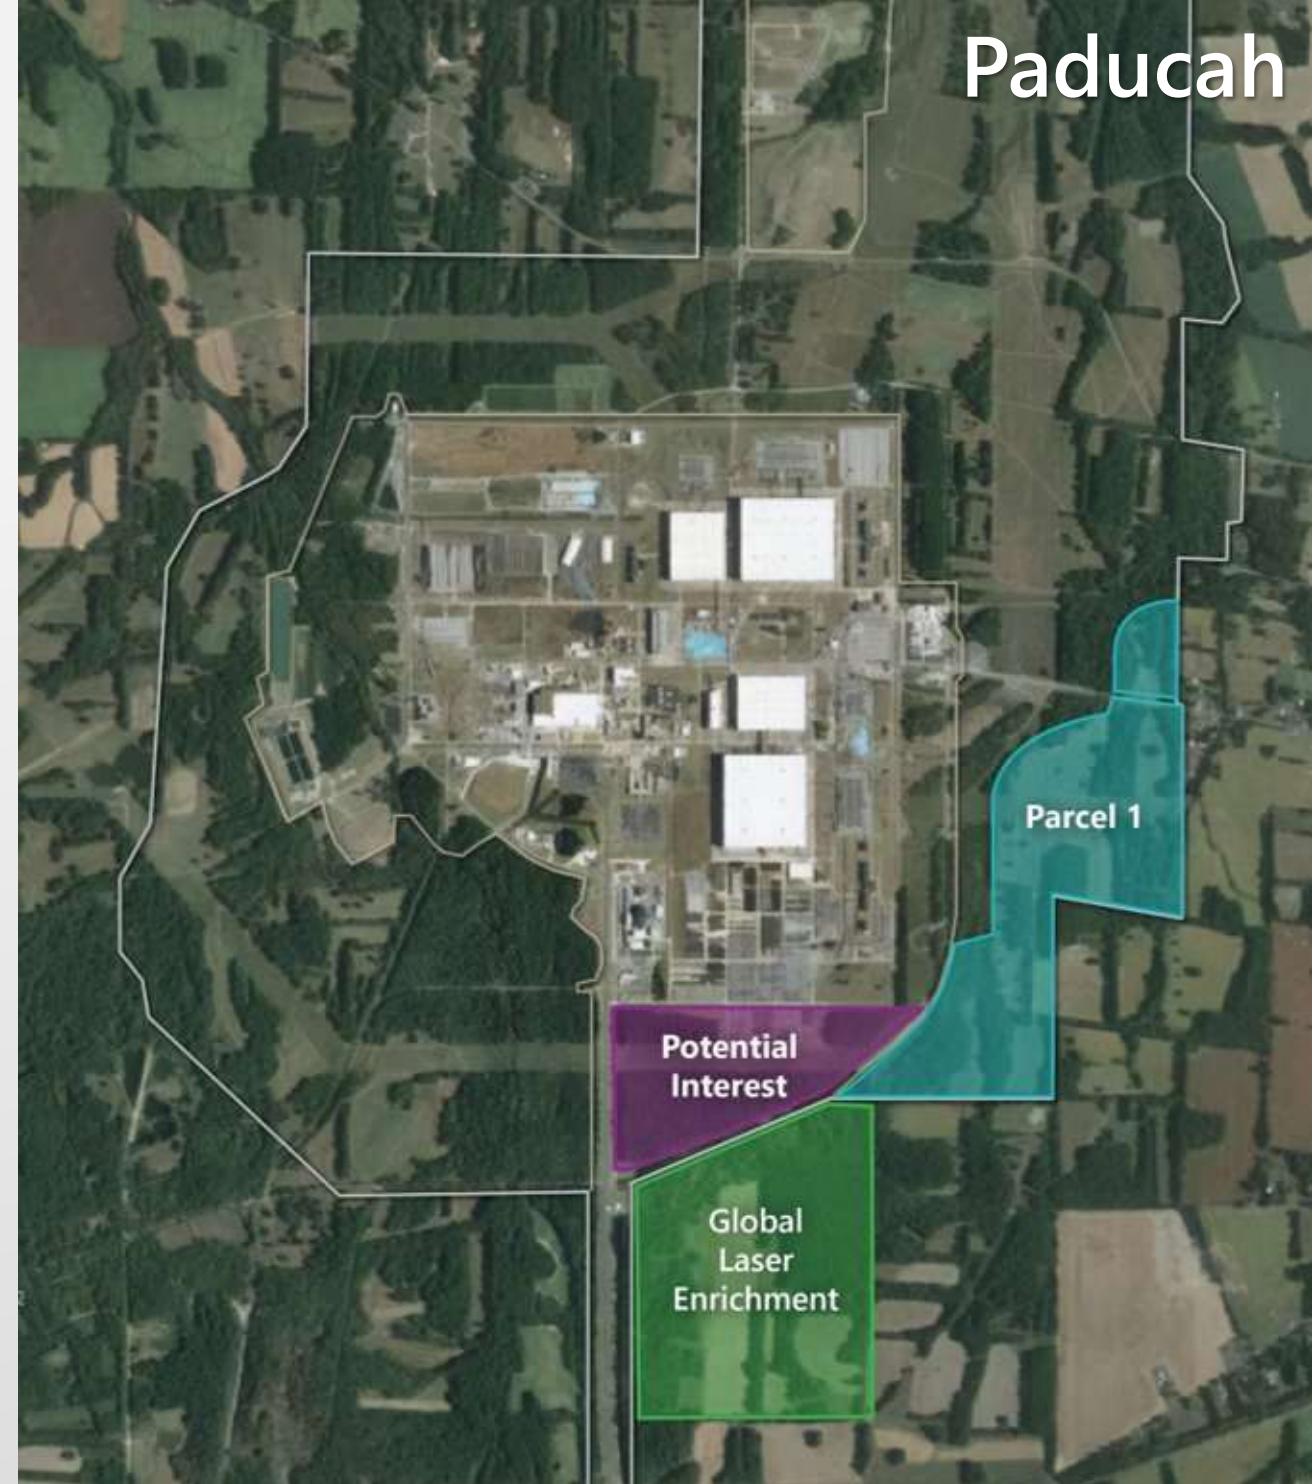 Paducah
Parcel 1
Potential
Interest
Global
Laser
Enrichment